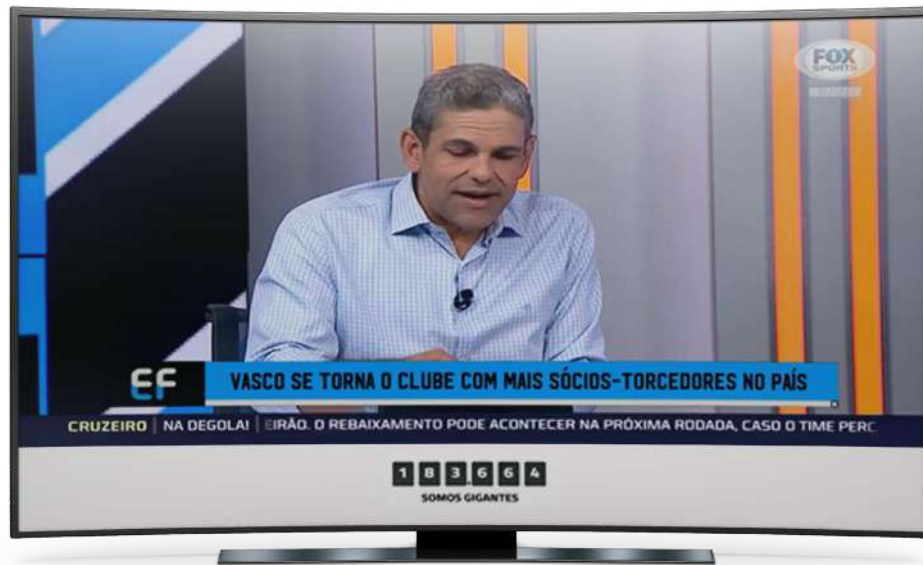 FOX
SPORTS
EF
VASCO SE TORNA O CLUBE COM MAIS SÓCIOS-TORCEDORES NO PAÍS
CRUZEIRO NA DEGOLA! EIRÃO. O REBAIXAMENTO PODE ACONTECER NA PRÓXIMA RODADA, CASO O TIME PERC
183.664
SOMOS GIGANTES